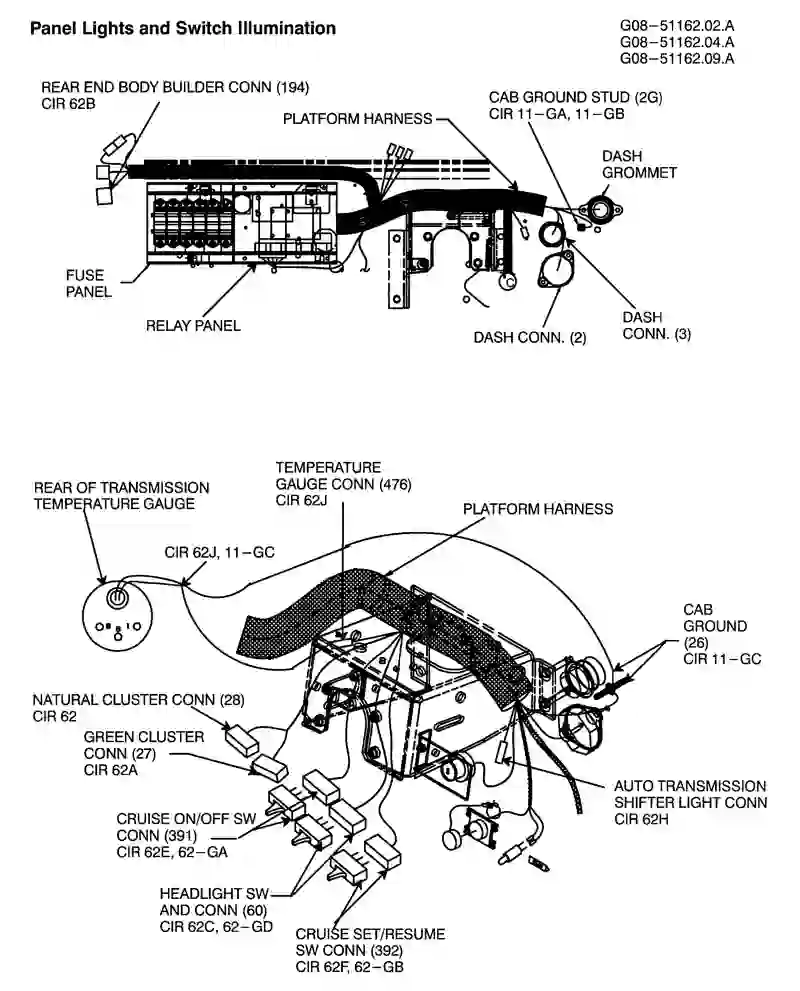 Panel Lights and Switch Illumination
G08-51162.02.A
G08-51162.04.A
G08-51162.09.A
REAR END BODY BUILDER CONN (194)
CIR 62B
PLATFORM HARNESS
CAB GROUND STUD (2G)
CIR 11-GA, 11-GB
DASH
GROMMET
FUSE
PANEL
RELAY PANEL
DASH CONN. (2)
DASH
CONN. (3)
TEMPERATURE
GAUGE CONN (476)
CIR 62J
REAR OF TRANSMISSION
TEMPERATURE GAUGE
PLATFORM HARNESS
CIR 62J, 11-GC
CAB
GROUND
(26)
CIR 11-GC
NATURAL CLUSTER CONN (28)
CIR 62
GREEN CLUSTER
CONN (27)
CIR 62A
AUTO TRANSMISSION
SHIFTER LIGHT CONN
CIR 62H
CRUISE ON/OFF SW
CONN (391)
CIR 62E, 62-GA
HEADLIGHT SW
AND CONN (60)
CIR 62C, 62-GD
CRUISE SET/RESUME
SW CONN (392)
CIR 62F, 62-GB